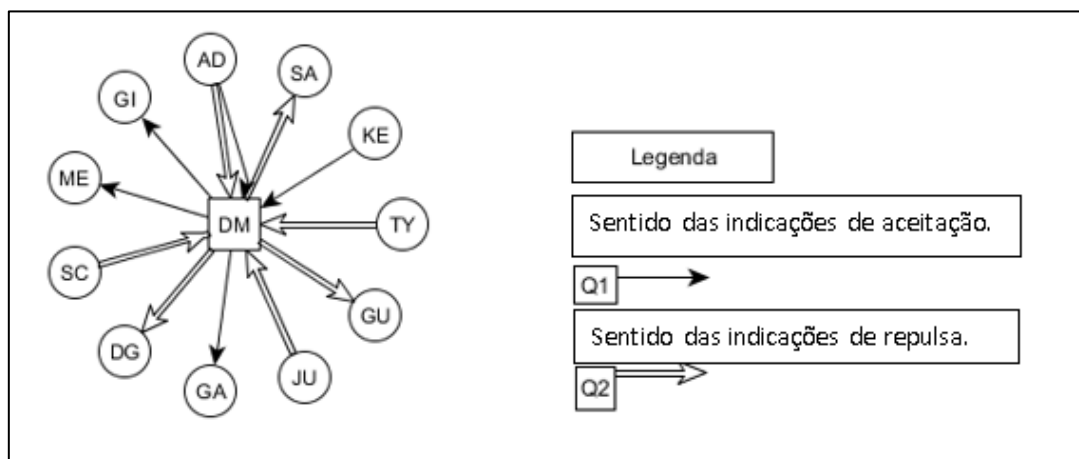 AD
SA
GI
KE
ME
DM
TY
SC
GU
DG
JU
GA
Legenda
Sentido das indicações de aceitação.
Q1
Sentido das indicações de repulsa.
Q2